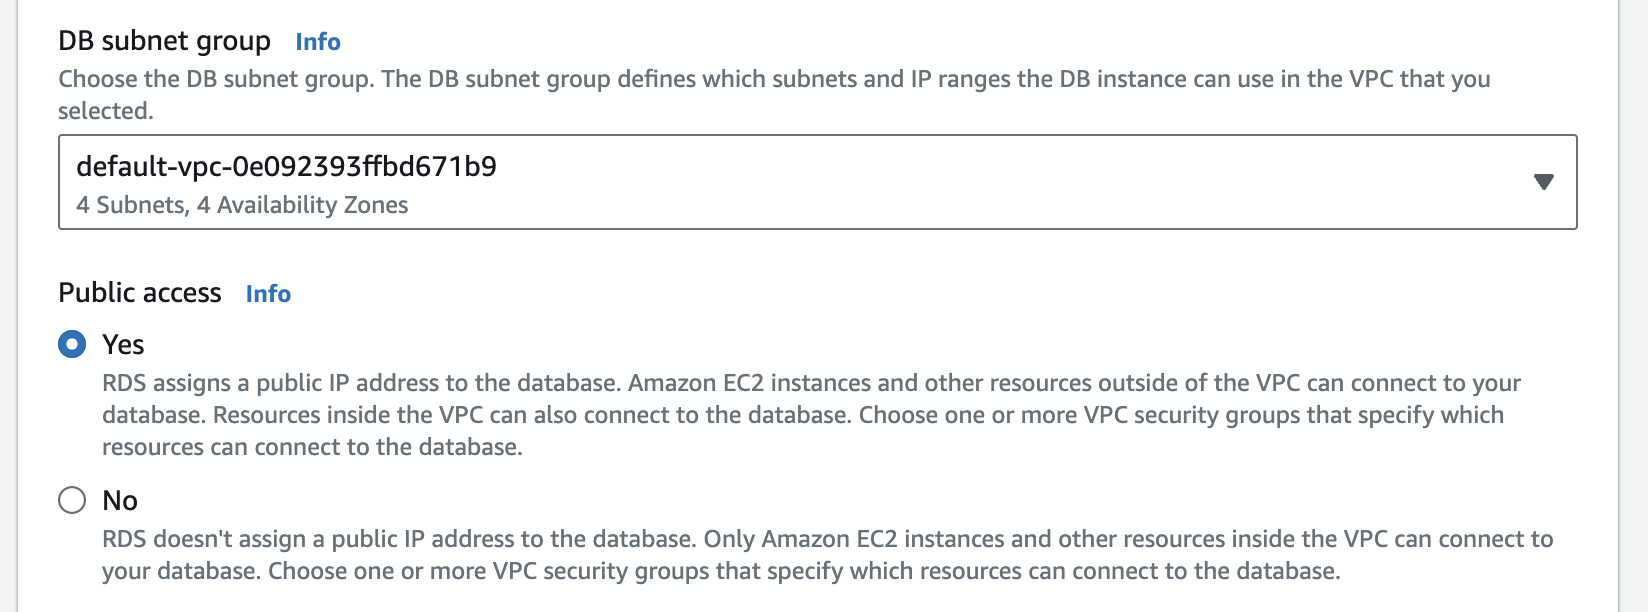 DB subnet group Info
Choose the DB subnet group. The DB subnet group defines which subnets and IP ranges the DB instance can use in the VPC that you
selected.
default-vpc-0e092393ffbd671b9
4 Subnets, 4 Availability Zones
Public access Info
Yes
RDS assigns a public IP address to the database. Amazon EC2 instances and other resources outside of the VPC can connect to your
database. Resources inside the VPC can also connect to the database. Choose one or more VPC security groups that specify which
resources can connect to the database.
No
RDS doesn't assign a public IP address to the database. Only Amazon EC2 instances and other resources inside the VPC can connect to
your database. Choose one or more VPC security groups that specify which resources can connect to the database.